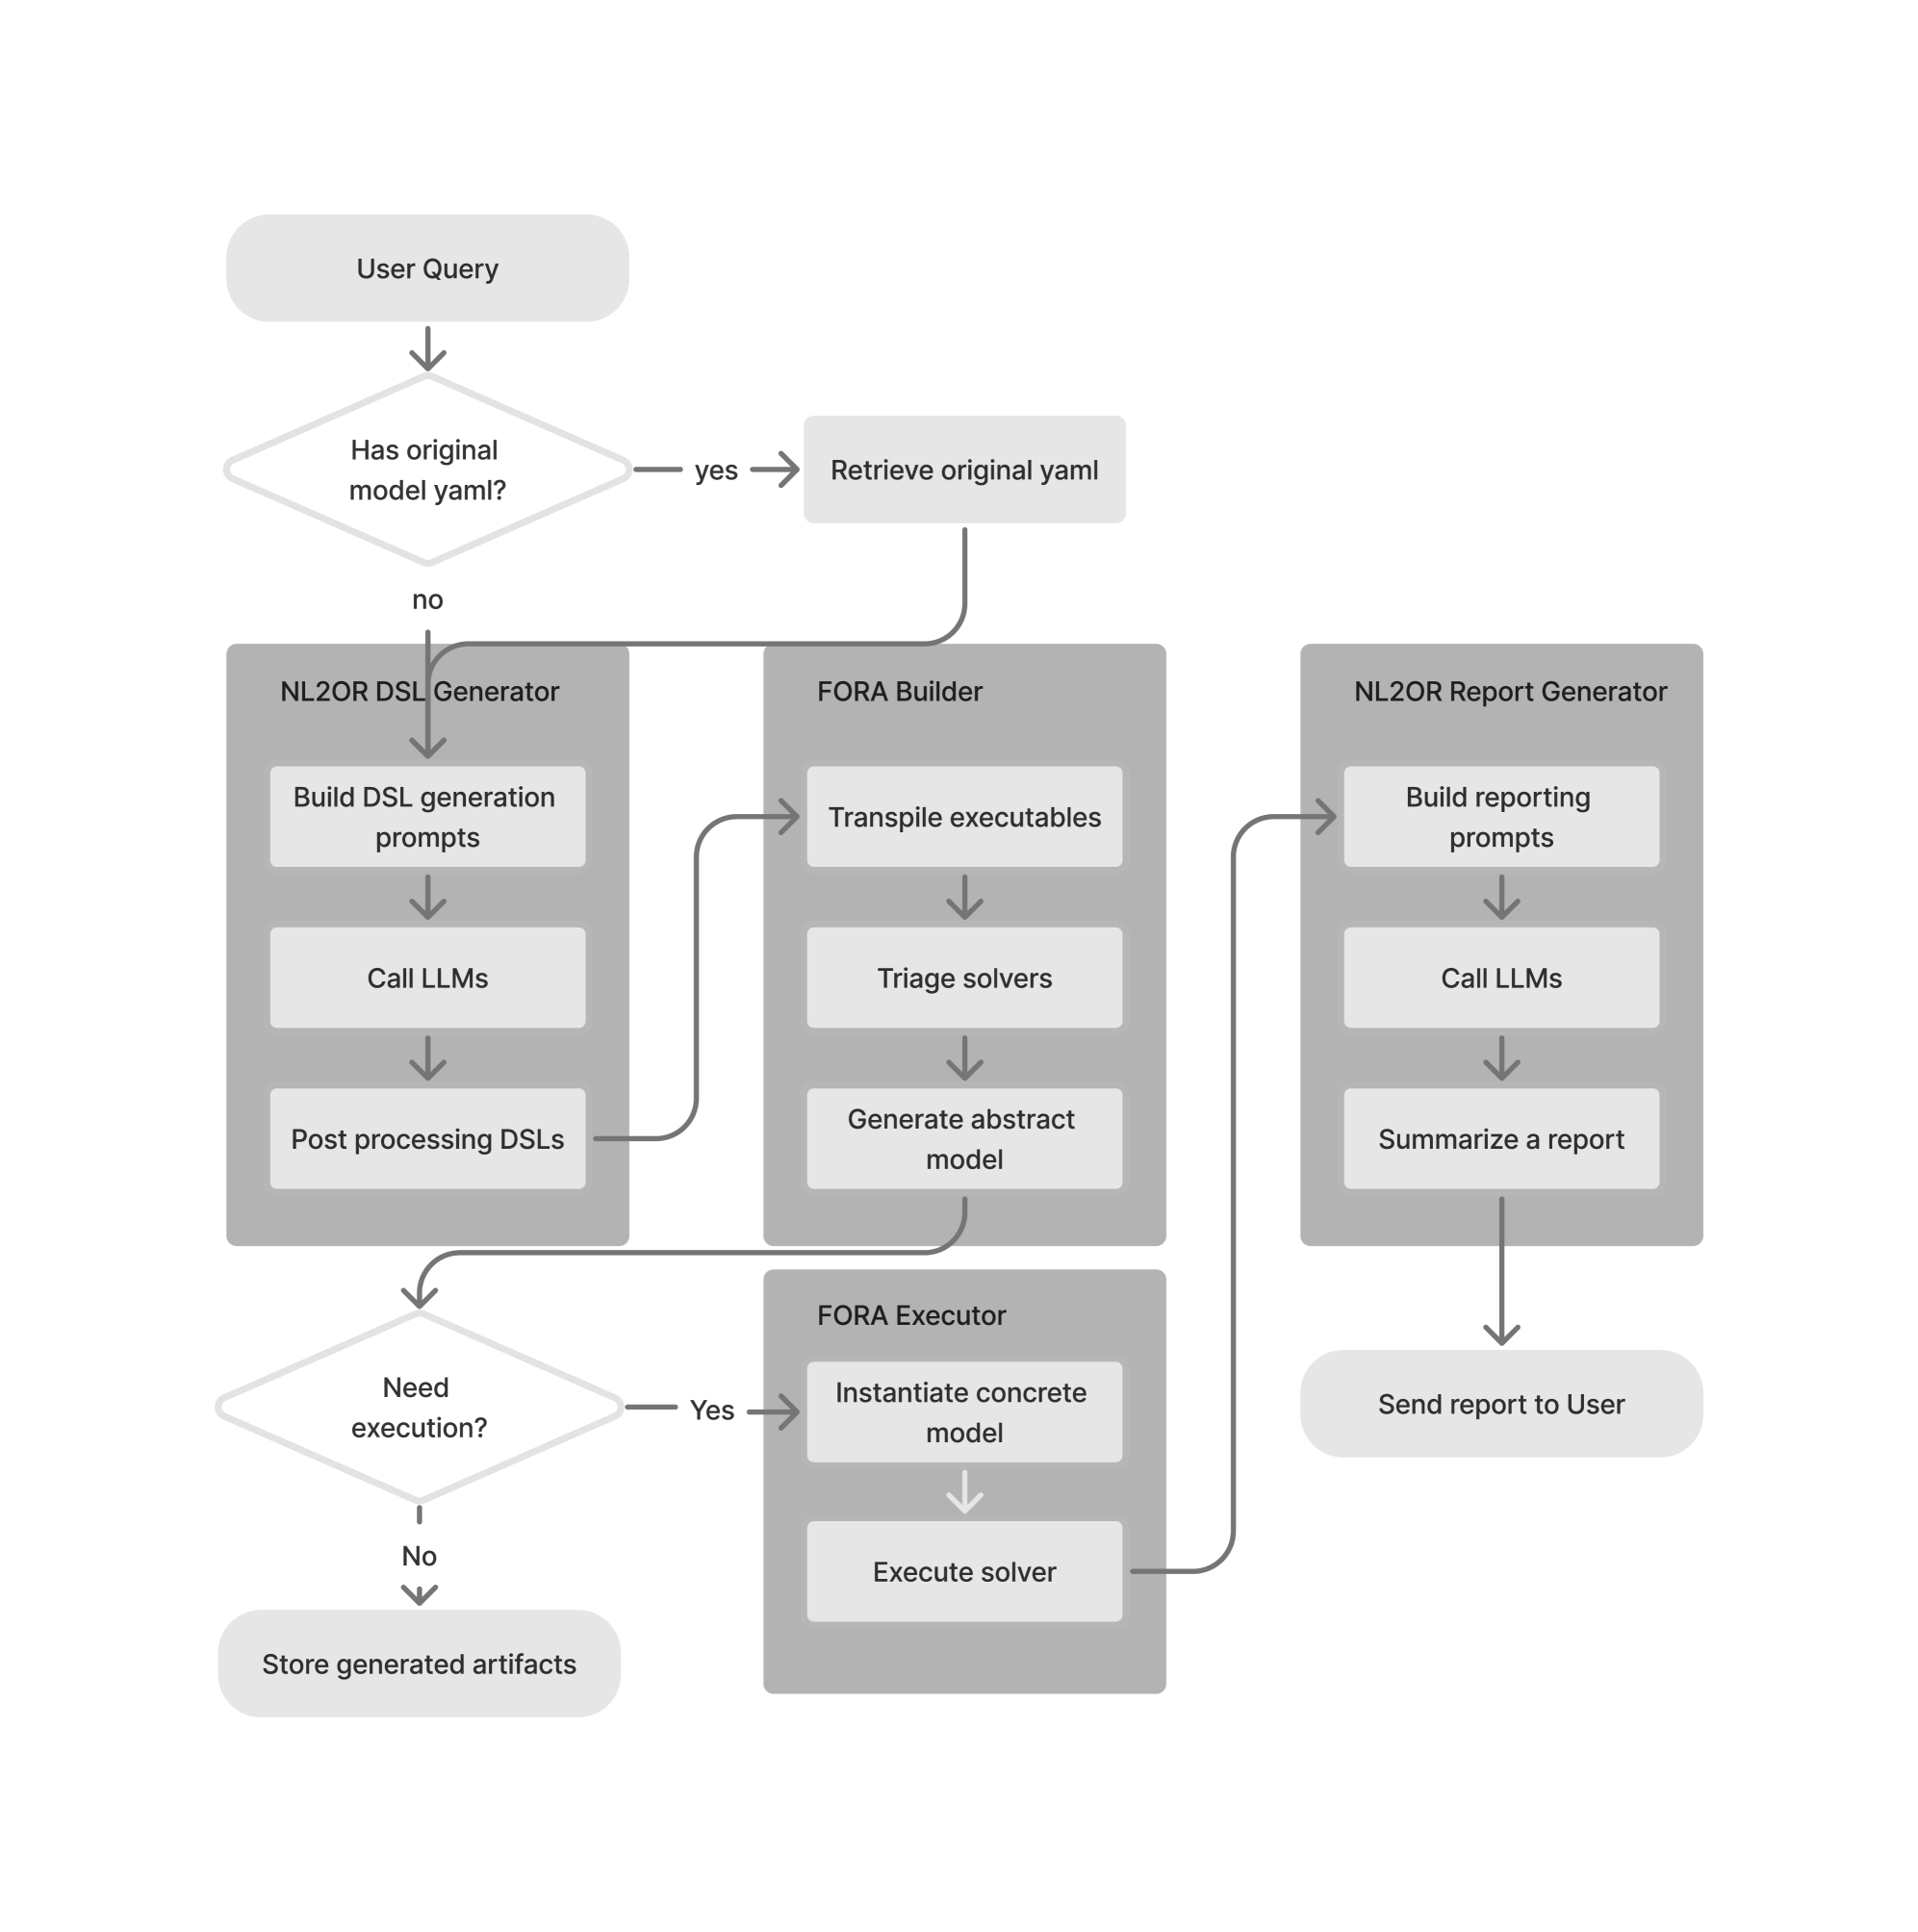 User Query
Has original
model yaml?
yes
Retrieve original yaml
no
NL2OR DSL Generator
Build DSL generation
prompts
Call LLMs
Post processing DSLs
FORA Builder
Transpile executables
Triage solvers
Generate abstract
model
Need
execution?
Yes
No
Store generated artifacts
FORA Executor
Instantiate concrete
model
Execute solver
NL2OR Report Generator
Build reporting
prompts
Call LLMs
Summarize a report
Send report to User